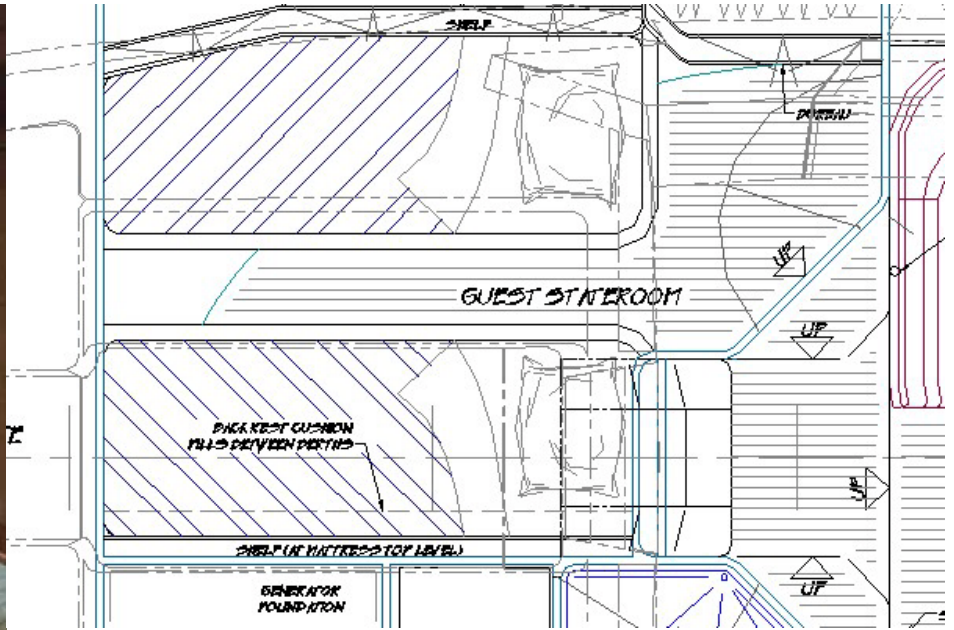 SHELF
BUREAU
UP
GUEST STATEROOM
UP
BACKREST CUSHION
FILLS BETWEEN BERTHS
UP
SHELF (AT MATTRESS TOP LEVEL)
UP
GENERATOR
FOUNDATION